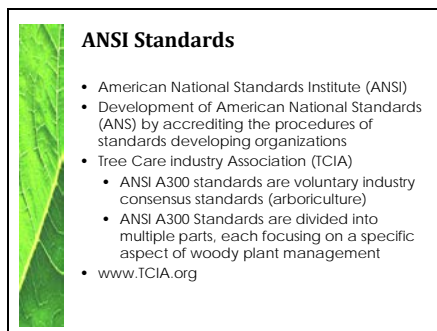 ANSI Standards
• American National Standards Institute (ANSI)
• Development of American National Standards
(ANS) by accrediting the procedures of
standards developing organizations
• Tree Care industry Association (TCIA)
• ANSI A300 standards are voluntary industry
consensus standards (arboriculture)
• ANSI A300 Standards are divided into
multiple parts, each focusing on a specific
aspect of woody plant management
• www.TCIA.org